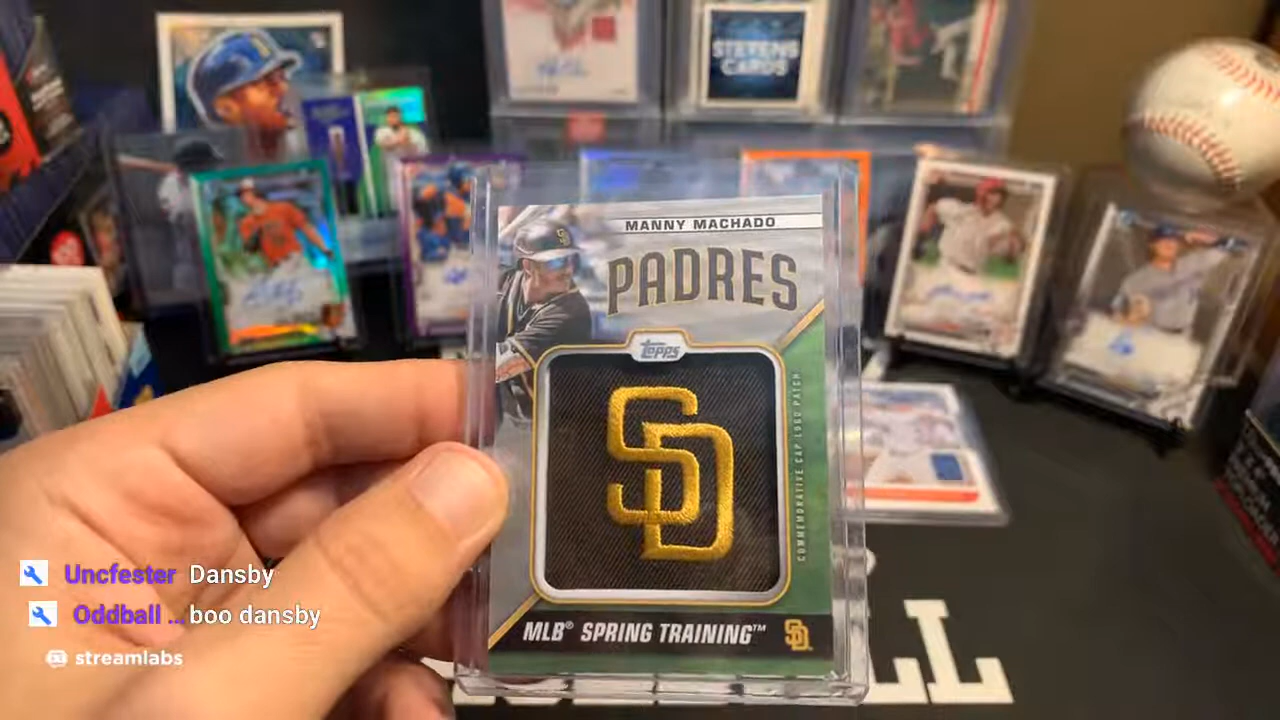 STEVENS
CARDS
MANNY MACHADO
PADRES
topps
SD
COMMEMORATIVE CAP LOGO PATCH
MLB® SPRING TRAINING™ SD
Uncfester Dansby
Oddball ... boo dansby
streamlabs